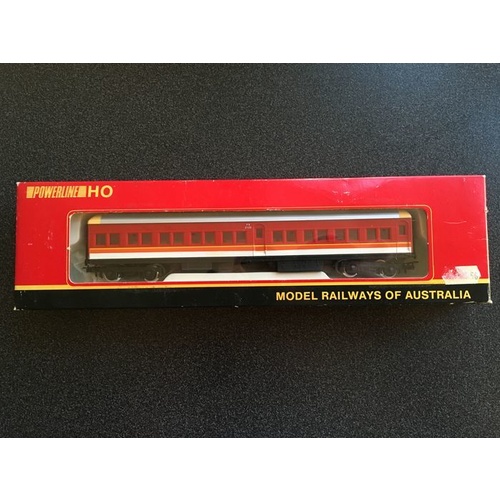 POWERLINE HO
MODEL RAILWAYS OF AUSTRALIA